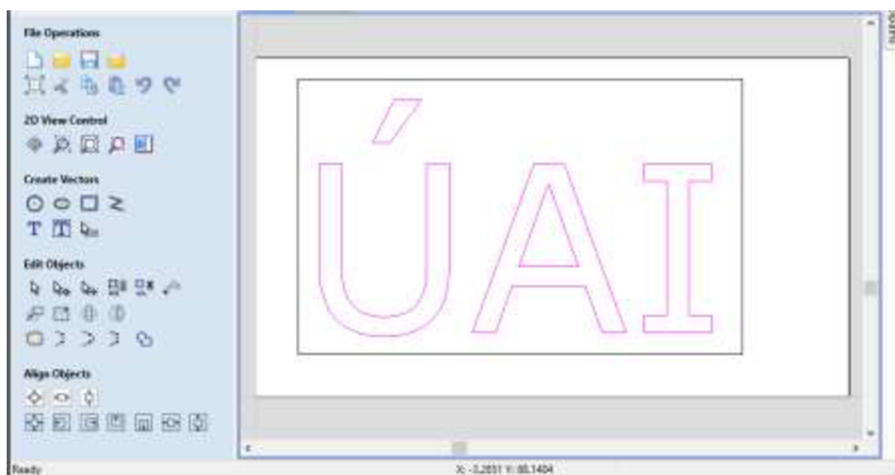 File Operations
2D View Control
Create Vectors
T T
Edit Objects
Align Objects
ÚAI
Ready